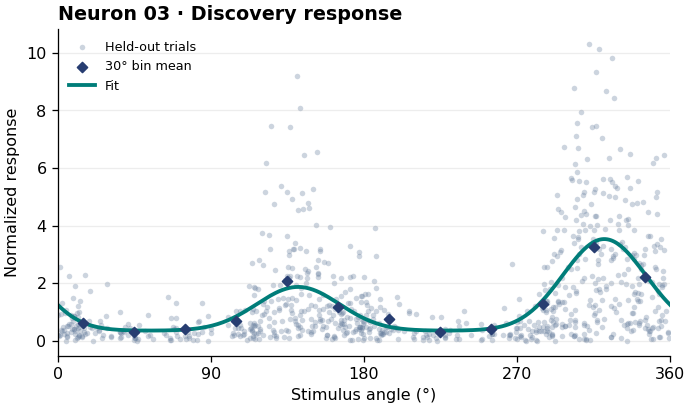 Neuron 03 · Discovery response
Held-out trials
30° bin mean
Fit
Normalized response
10
8
6
4
2
0
0 90 180 270 360
Stimulus angle (°)